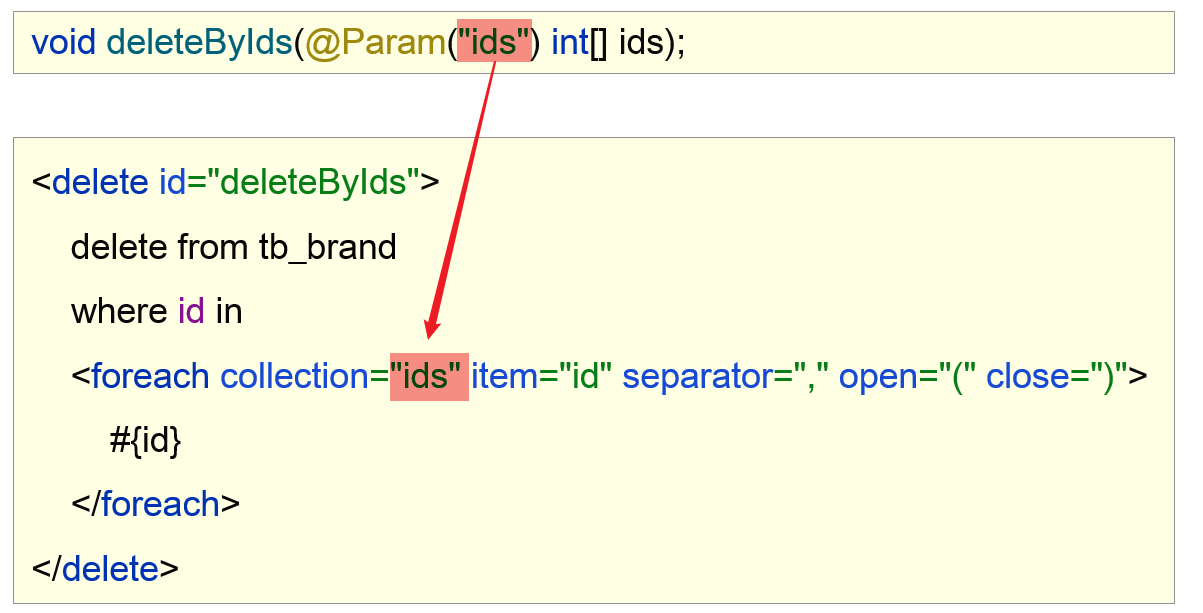 void deleteByIds(@Param("ids") int[] ids);
<delete id="deleteByIds">
delete from tb_brand
where id in
<foreach collection="ids" item="id" separator="," open="(" close=")">
#{id}
</foreach>
</delete>